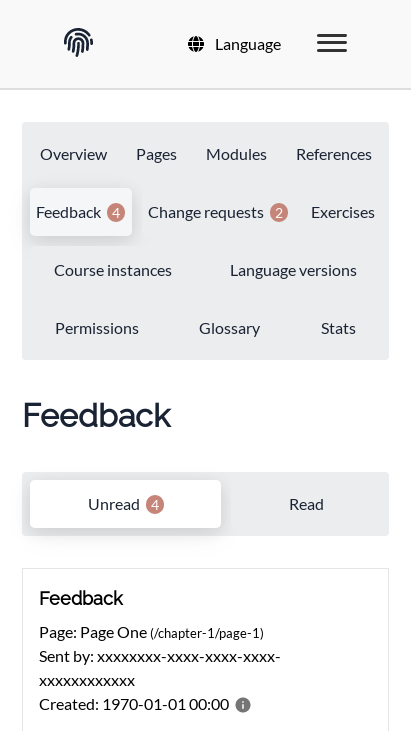 Language
Overview Pages Modules References
Feedback 4 Change requests 2 Exercises
Course instances Language versions
Permissions Glossary Stats
Feedback
Unread 4 Read
Feedback
Page: Page One (/chapter-1/page-1)
Sent by: xxxxxxxx-xxxx-xxxx-xxxx-
xxxxxxxxxxxx
Created: 1970-01-01 00:00